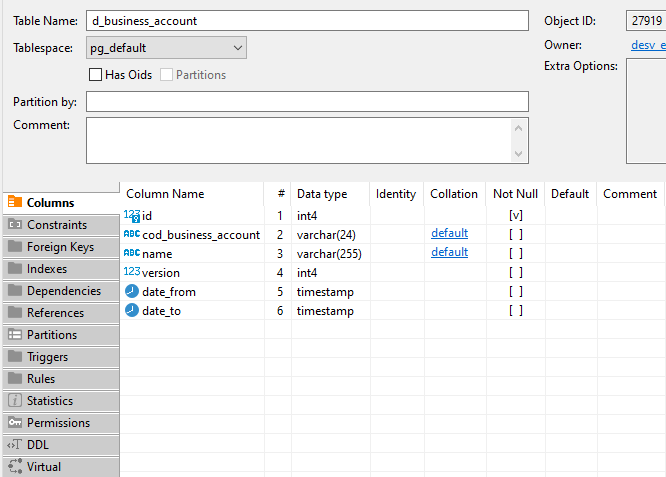 Table Name: d_business_account Object ID: 27919
Tablespace: pg_default Owner: desv_e
Has Oids Partitions Extra Options:
Partition by:
Comment:
Columns
Constraints
Foreign Keys
Indexes
Dependencies
References
Partitions
Triggers
Rules
Statistics
Permissions
DDL
Virtual
Column Name # Data type Identity Collation Not Null Default Comment
123 id 1 int4 [v]
ABC cod_business_account 2 varchar(24) default [ ]
ABC name 3 varchar(255) default [ ]
123 version 4 int4 [ ]
date_from 5 timestamp [ ]
date_to 6 timestamp [ ]